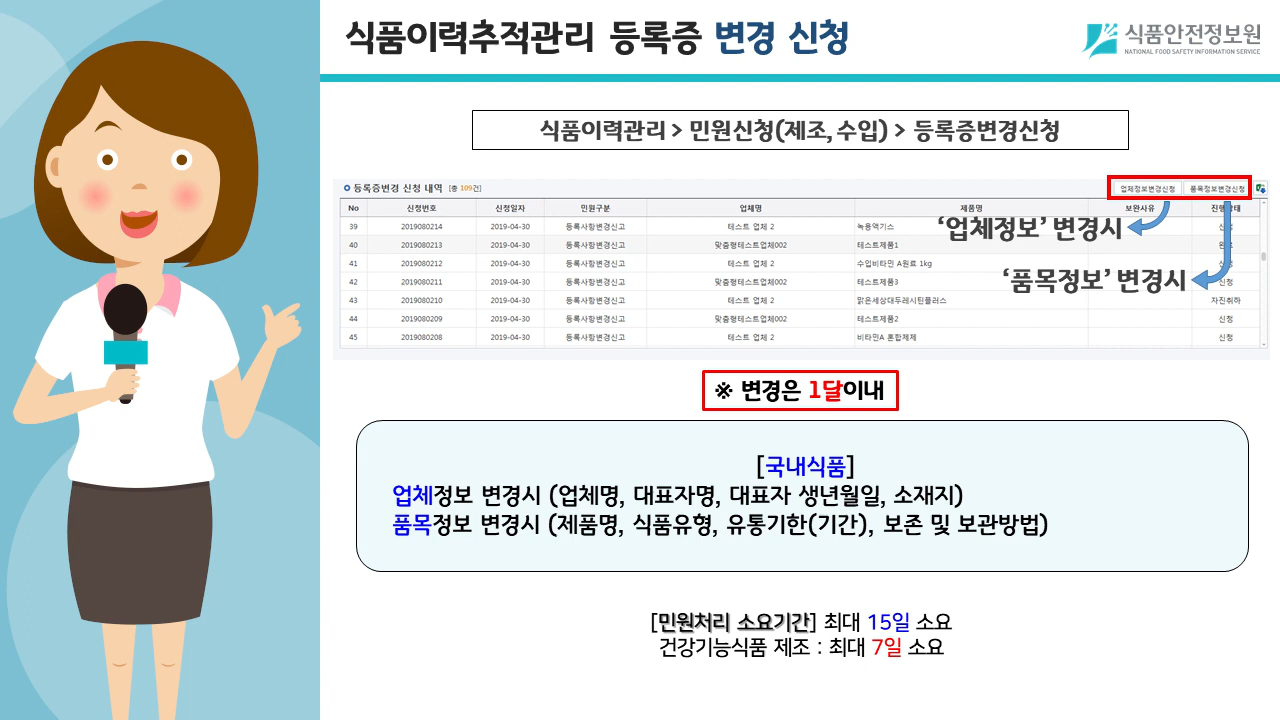 식품이력추적관리 등록증 변경 신청
식품안전정보원
NATIONAL FOOD SAFETY INFORMATION SERVICE
식품이력관리 > 민원신청(제조, 수입) > 등록증변경신청
등록증변경 신청 내역 [총 109건]
업체정보변경신청 품목정보변경신청
No 신청번호 신청일자 민원구분 업체명 제품명 보완사유 진행상태
39 2019080214 2019-04-30 등록사항변경신고 테스트 업체 2 녹용엑기스
'업체정보' 변경시
40 2019080213 2019-04-30 등록사항변경신고 맞춤형테스트업체002 테스트제품1 완료
41 2019080212 2019-04-30 등록사항변경신고 테스트 업체 2 수입비타민 A원료 1kg
42 2019080211 2019-04-30 등록사항변경신고 맞춤형테스트업체002 테스트제품3 신청
'품목정보' 변경시
43 2019080210 2019-04-30 등록사항변경신고 테스트 업체 2 맑은세상대두레시틴플러스 자진취하
44 2019080209 2019-04-30 등록사항변경신고 맞춤형테스트업체002 테스트제품2 신청
45 2019080208 2019-04-30 등록사항변경신고 테스트 업체 2 비타민A 혼합제제 신청
※ 변경은 1달이내
[국내식품]
업체정보 변경시 (업체명, 대표자명, 대표자 생년월일, 소재지)
품목정보 변경시 (제품명, 식품유형, 유통기한(기간), 보존 및 보관방법)
[민원처리 소요기간] 최대 15일 소요
건강기능식품 제조 : 최대 7일 소요